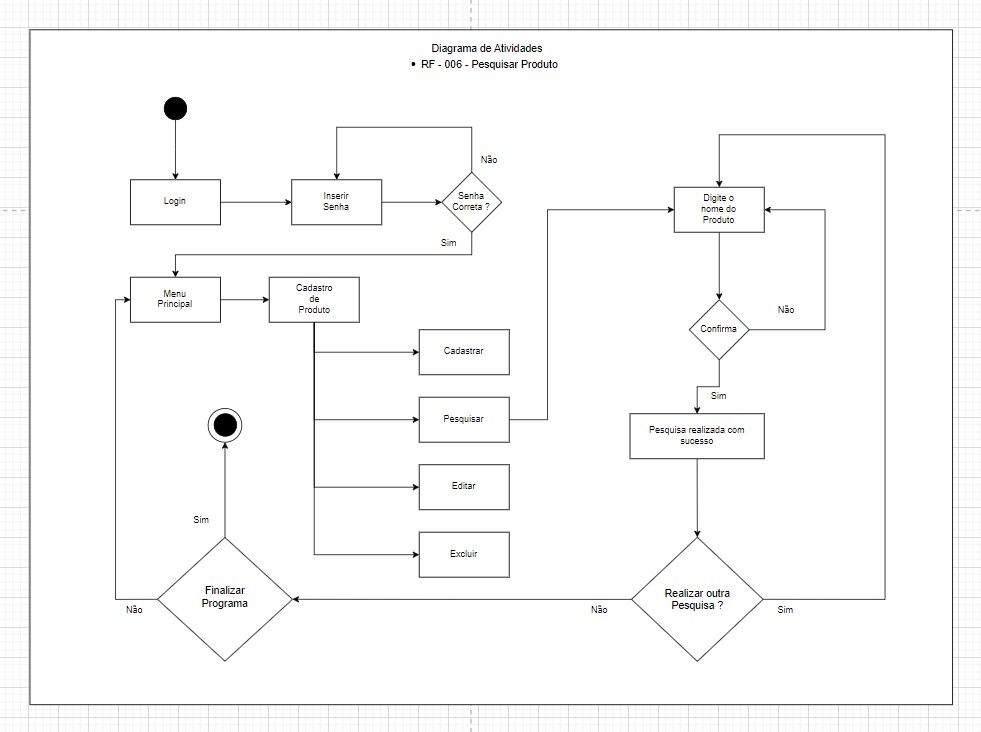 Diagrama de Atividades
• RF - 006 - Pesquisar Produto
Login
Inserir
Senha
Senha
Correta ?
Não
Sim
Menu
Principal
Cadastro
de
Produto
Cadastrar
Pesquisar
Editar
Excluir
Digite o
nome do
Produto
Confirma
Não
Sim
Pesquisa realizada com
sucesso
Realizar outra
Pesquisa ?
Sim
Não
Finalizar
Programa
Sim
Não